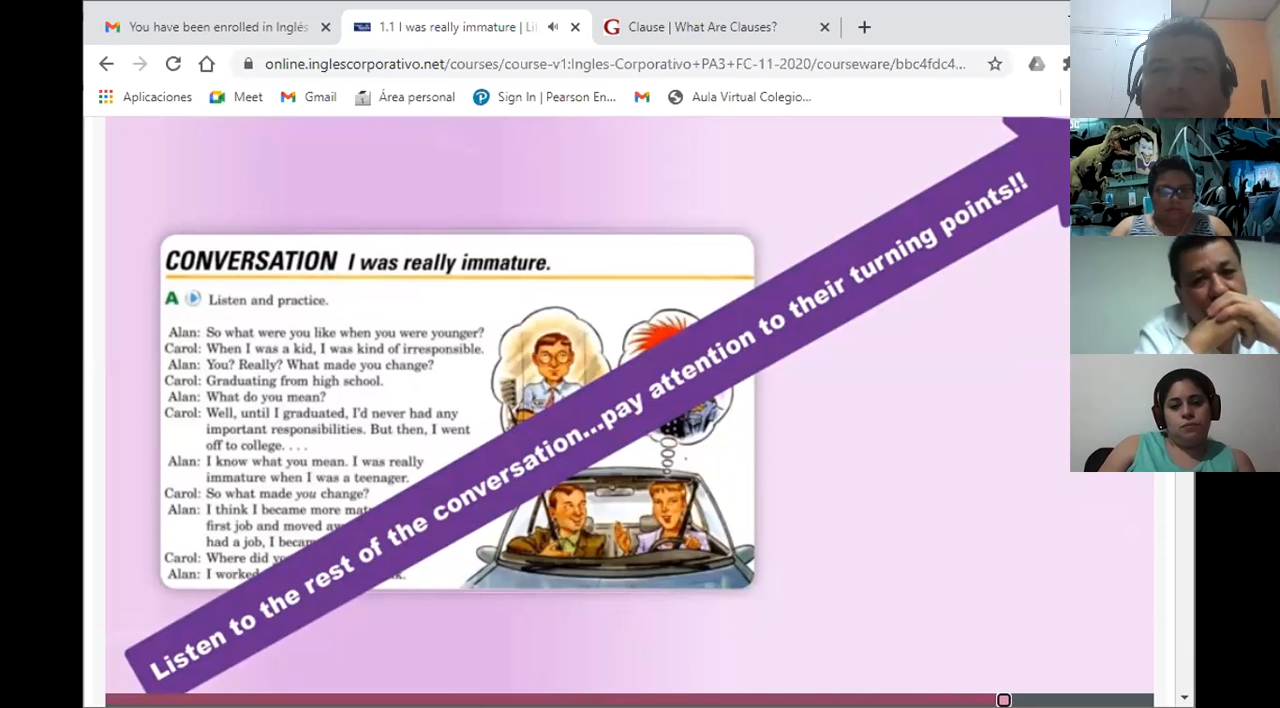 You have been enrolled in Inglés
1.1 I was really immature | Li
Clause | What Are Clauses?
online.inglescorporativo.net/courses/course-v1:Ingles-Corporativo+PA3+FC-11-2020/courseware/bbc4fdc4...
Aplicaciones Meet Gmail Área personal Sign In | Pearson En... Aula Virtual Colegio...
CONVERSATION I was really immature.
A Listen and practice.
Alan: So what were you like when you were younger?
Carol: When I was a kid, I was kind of irresponsible.
Alan: You? Really? What made you change?
Carol: Graduating from high school.
Alan: What do you mean?
Carol: Well, until I graduated, I'd never had any
important responsibilities. But then, I went
off to college. . . .
Alan: I know what you mean. I was really
immature when I was a teenager.
Carol: So what made you change?
Alan: I think I became more
first job and moved
had a job, I
Carol: Where did
Alan: I worked
Listen to the rest of the conversation...pay attention to their turning points!!